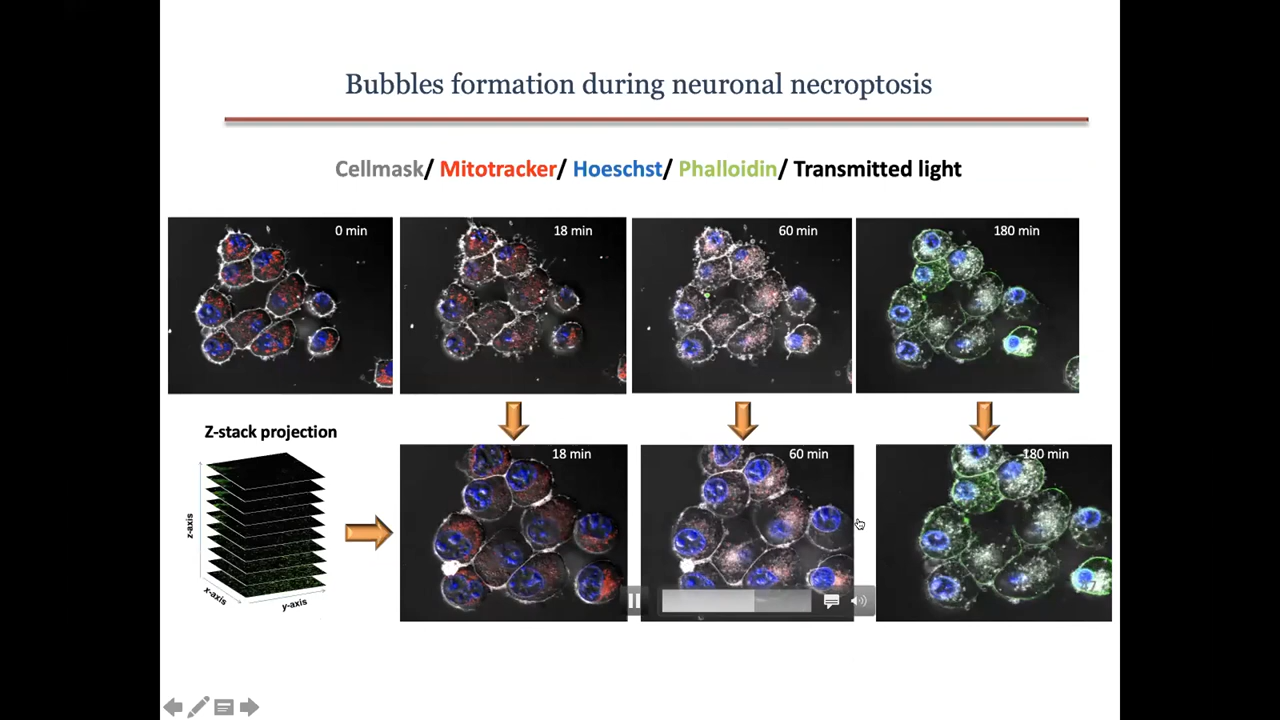 Bubbles formation during neuronal necroptosis
Cellmask/ Mitotracker/ Hoeschst/ Phalloidin/ Transmitted light
0 min
18 min
60 min
180 min
Z-stack projection
z-axis
x-axis
y-axis
18 min
60 min
180 min